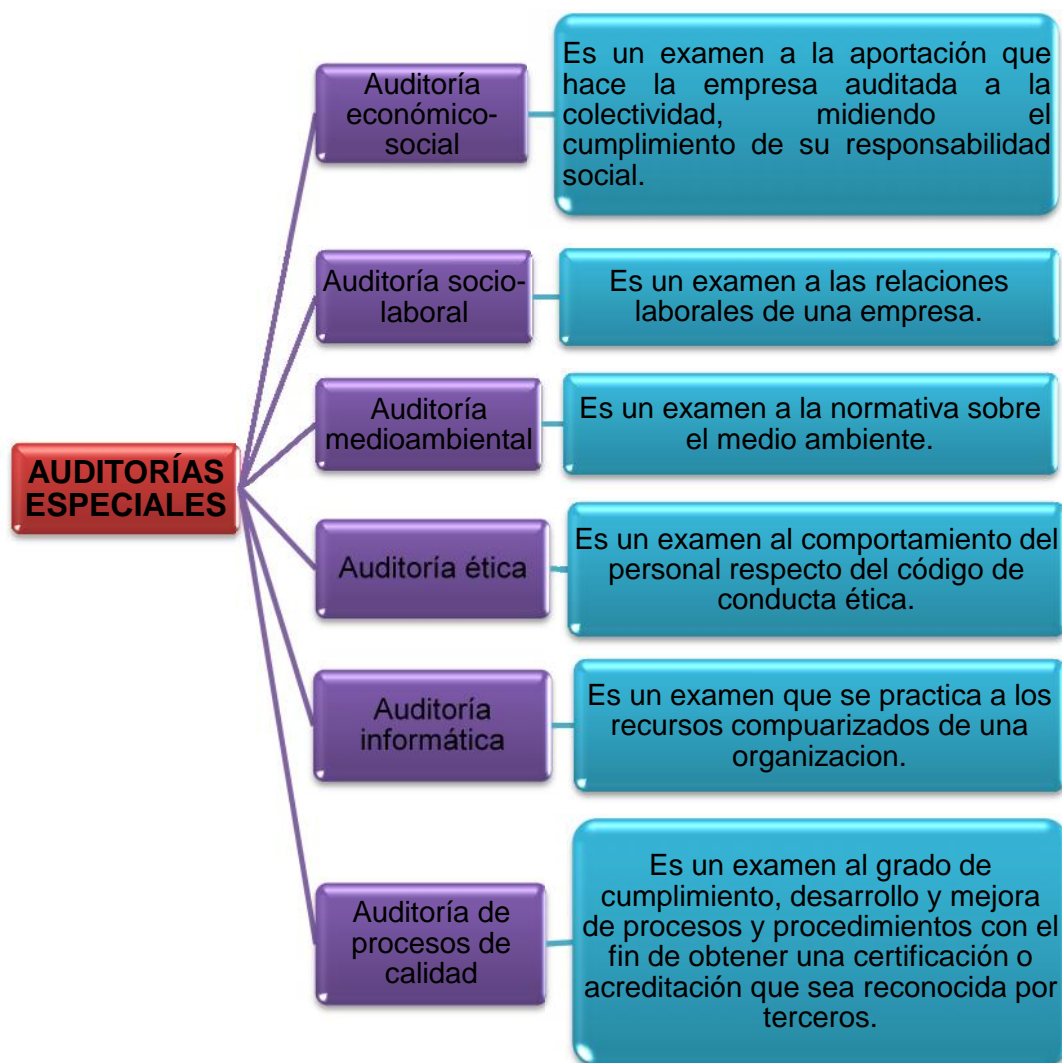 AUDITORÍAS
ESPECIALES
Auditoría
económico-
social
Es un examen a la aportación que
hace la empresa auditada a la
colectividad, midiendo el
cumplimiento de su responsabilidad
social.
Auditoría socio-
laboral
Es un examen a las relaciones
laborales de una empresa.
Auditoría
medioambiental
Es un examen a la normativa sobre
el medio ambiente.
Auditoría ética
Es un examen al comportamiento del
personal respecto del código de
conducta ética.
Auditoría
informática
Es un examen que se practica a los
recursos compuarizados de una
organizacion.
Auditoría de
procesos de
calidad
Es un examen al grado de
cumplimiento, desarrollo y mejora
de procesos y procedimientos con el
fin de obtener una certificación o
acreditación que sea reconocida por
terceros.